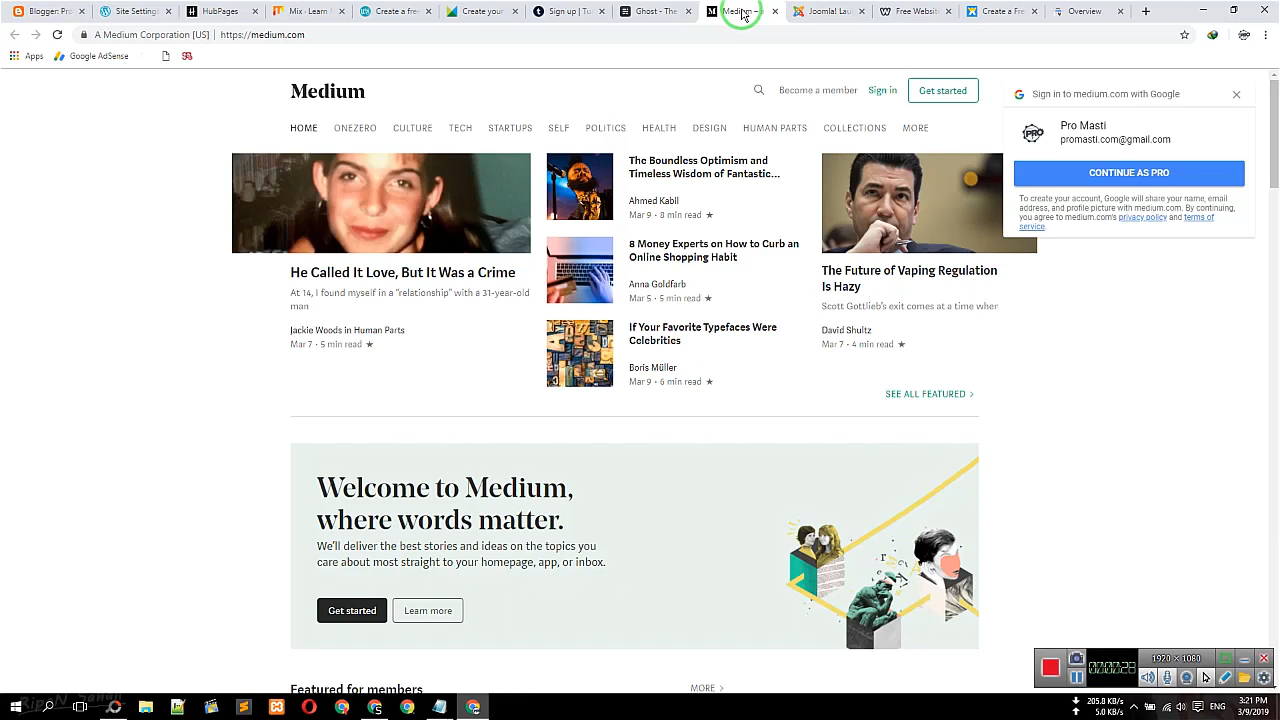 Blogger: Pro
Site Setting
HubPages
Mix - Learn
Create a free
Create your
Sign up | Tu
Ghost - The
Medium – a
Joomla! Lau
Free Website
Create a Fre
Overview
A Medium Corporation [US] | https://medium.com
Apps
Google AdSense
Medium
Become a member
Sign in
Get started
HOME ONEZERO CULTURE TECH STARTUPS SELF POLITICS HEALTH DESIGN HUMAN PARTS COLLECTIONS MORE
Sign in to medium.com with Google
Pro Masti
promasti.com@gmail.com
CONTINUE AS PRO
To create your account, Google will share your name, email
address, and profile picture with medium.com. By continuing,
you agree to medium.com's privacy policy and terms of
service.
He Called It Love, But It Was a Crime
At 14, I found myself in a "relationship" with a 31-year-old
man
Jackie Woods in Human Parts
Mar 7 · 5 min read ★
The Boundless Optimism and
Timeless Wisdom of Fantastic...
Ahmed Kabil
Mar 9 · 8 min read ★
8 Money Experts on How to Curb an
Online Shopping Habit
Anna Goldfarb
Mar 5 · 5 min read ★
If Your Favorite Typefaces Were
Celebrities
Boris Müller
Mar 9 · 6 min read ★
The Future of Vaping Regulation
Is Hazy
Scott Gottlieb's exit comes at a time when
David Shultz
Mar 7 · 4 min read ★
SEE ALL FEATURED >
Welcome to Medium,
where words matter.
We'll deliver the best stories and ideas on the topics you
care about most straight to your homepage, app, or inbox.
Get started
Learn more
Featured for members
MORE >
1920 × 1080
205.8 KB/s
5.0 KB/s
ENG
3:21 PM
3/9/2019